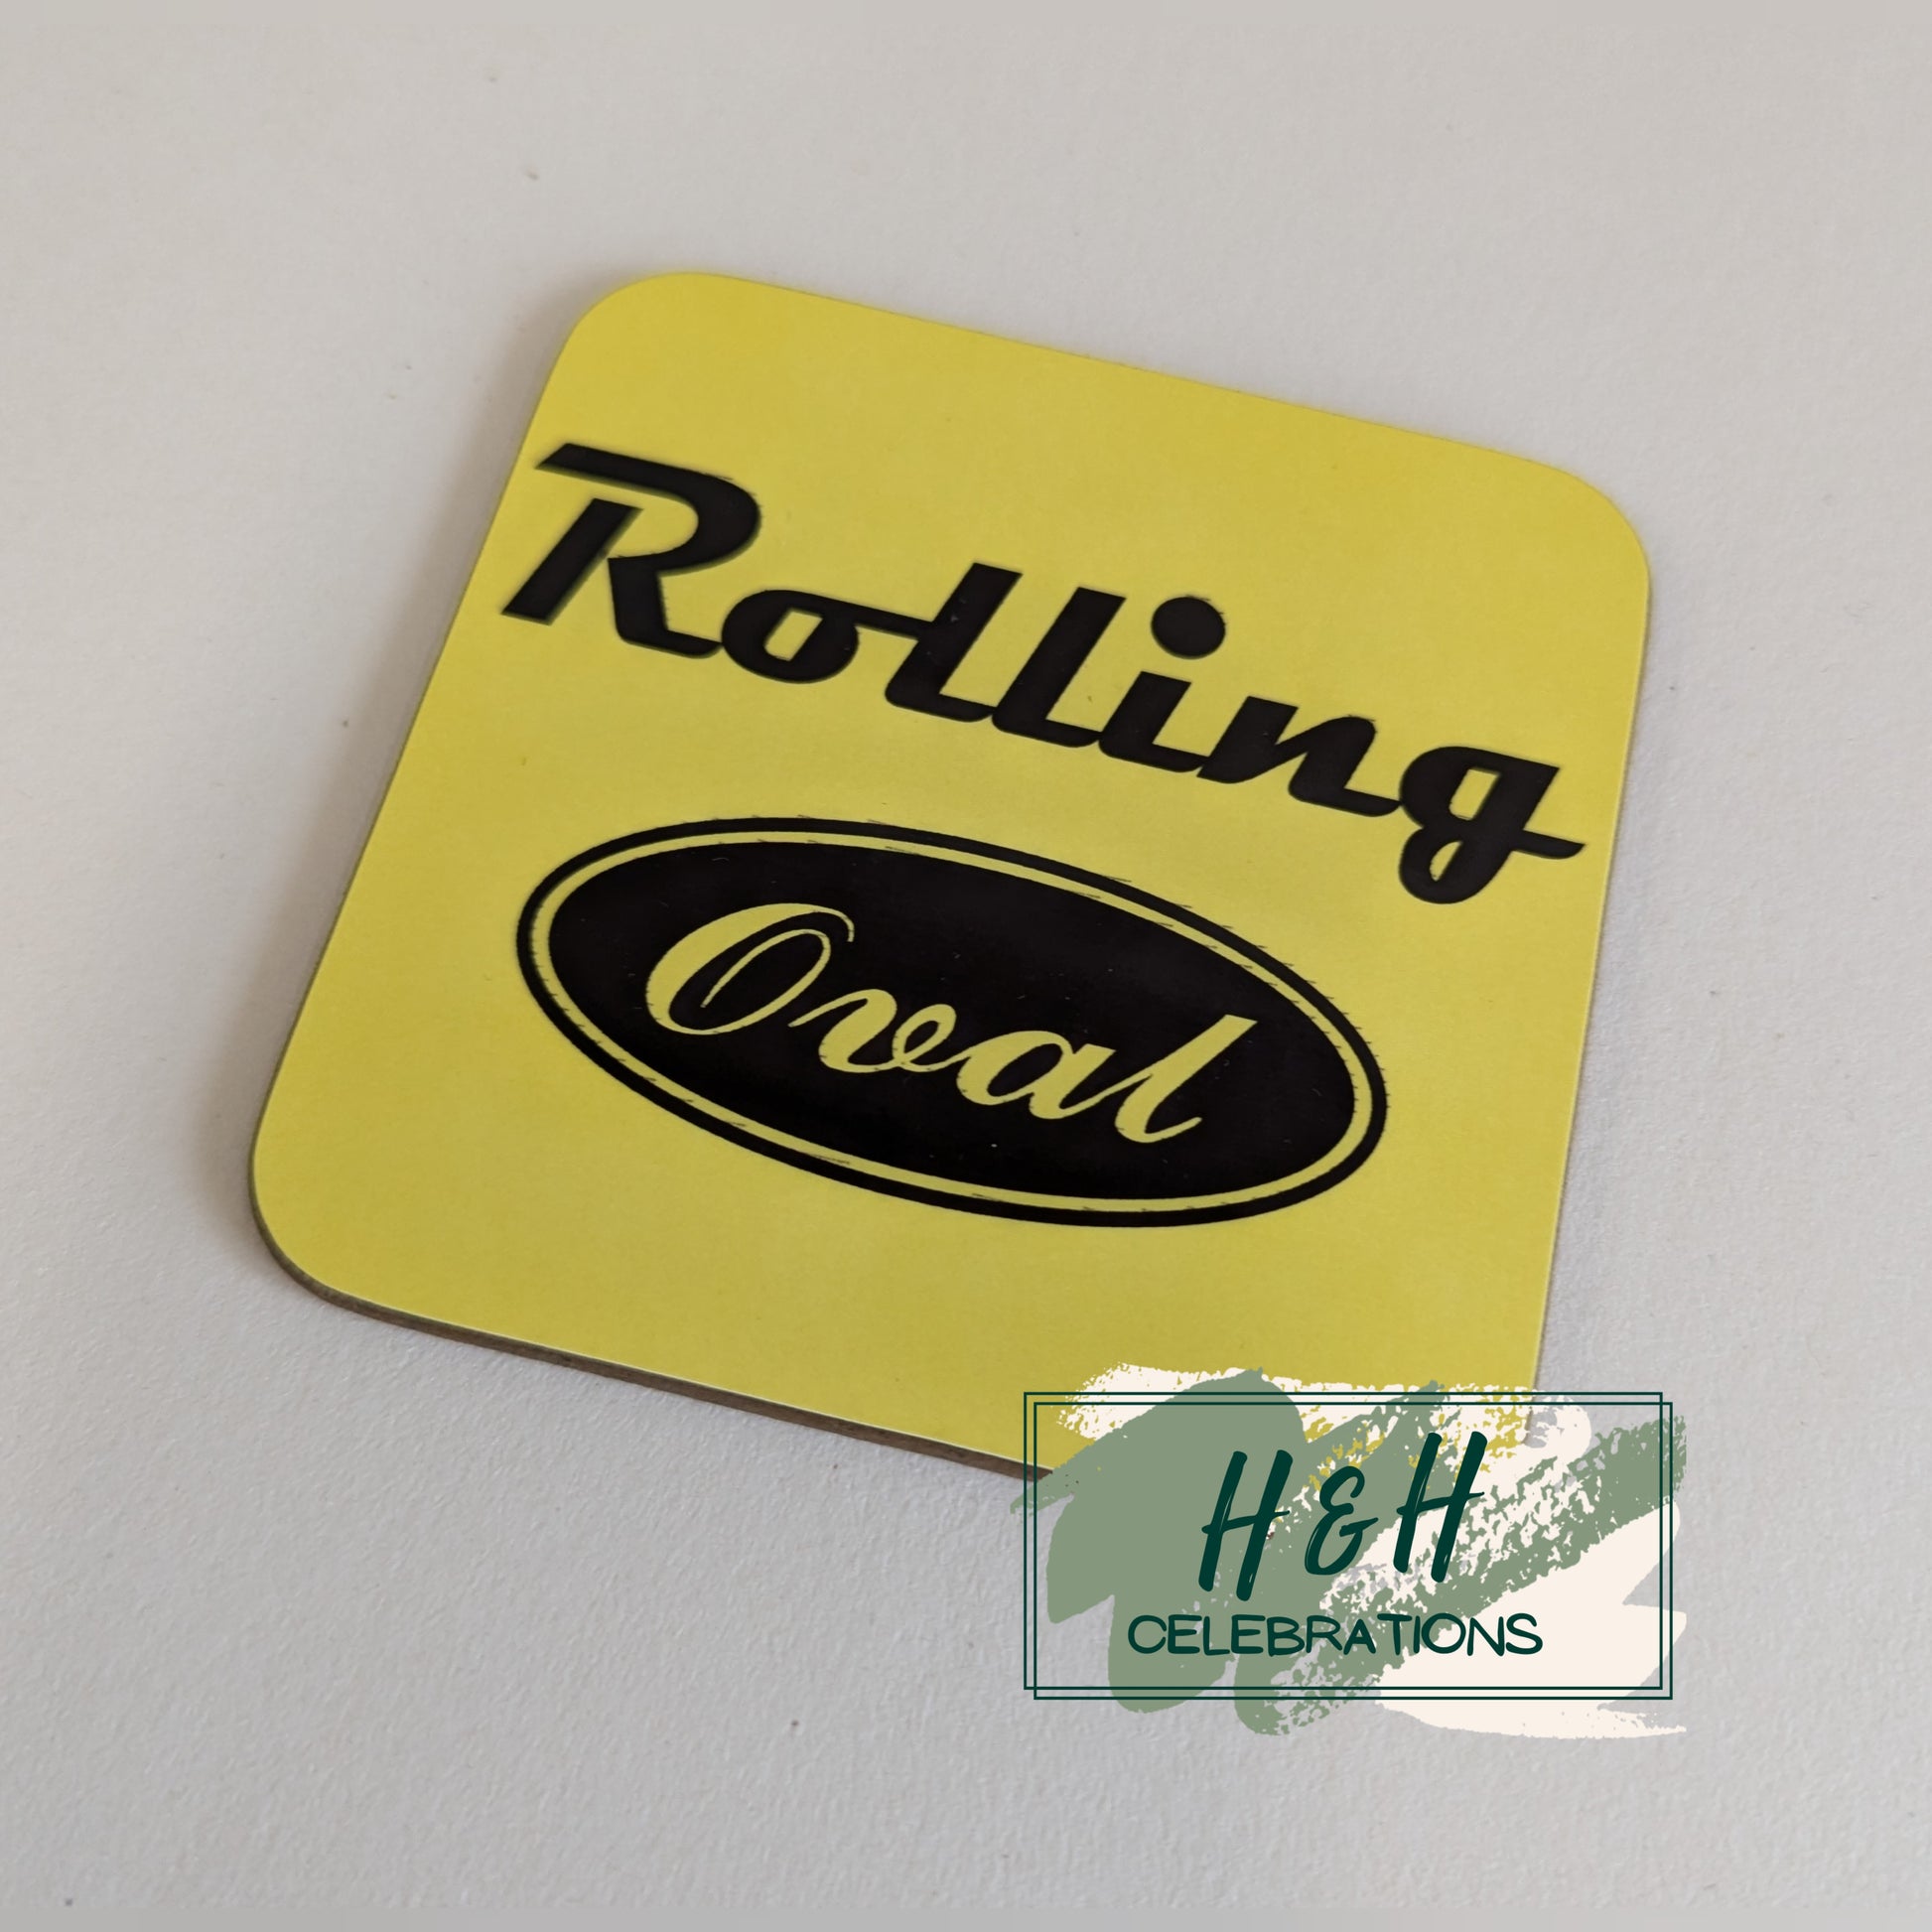 Rolling
Oval
H & H
CELEBRATIONS